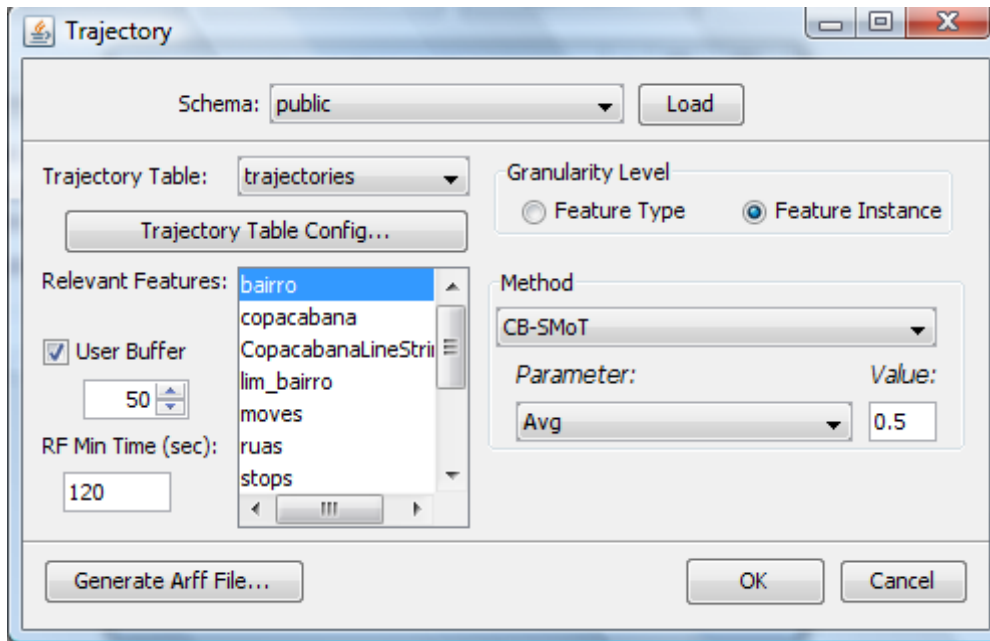 Trajectory
Schema: public Load
Trajectory Table: trajectories
Trajectory Table Config...
Granularity Level
Feature Type Feature Instance
Relevant Features:
bairro
copacabana
CopacabanaLineStri
lim_bairro
moves
ruas
stops
User Buffer
50
RF Min Time (sec):
120
Method
CB-SMoT
Parameter: Value:
Avg 0.5
Generate Arff File... OK Cancel